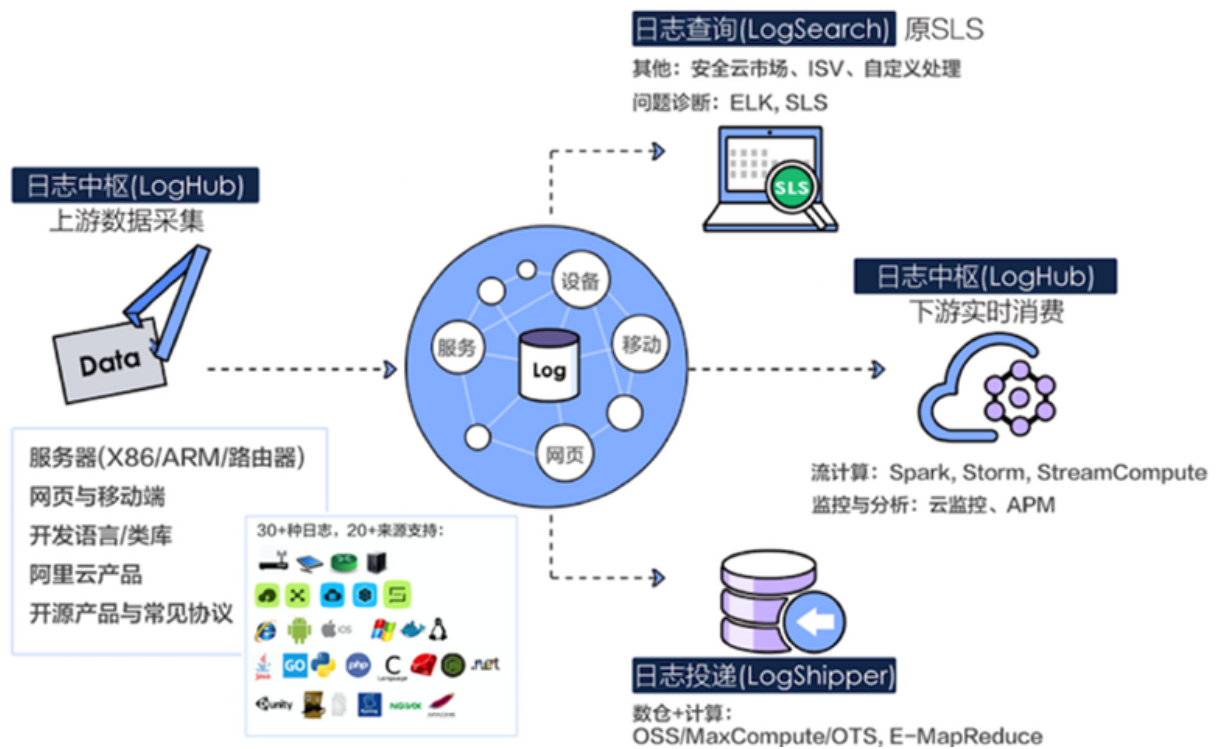 日志查询(LogSearch) 原SLS
其他：安全云市场、ISV、自定义处理
问题诊断：ELK, SLS
SLS
日志中枢(LogHub)
上游数据采集
Data
服务器(X86/ARM/路由器)
网页与移动端
开发语言/类库
阿里云产品
开源产品与常见协议
30+种日志，20+来源支持：
iOS
Java
GO
php
C
Language
.net
unity
NGINX
设备
服务
移动
Log
网页
日志中枢(LogHub)
下游实时消费
流计算：Spark, Storm, StreamCompute
监控与分析：云监控、APM
日志投递(LogShipper)
数仓+计算：
OSS/MaxCompute/OTS, E-MapReduce